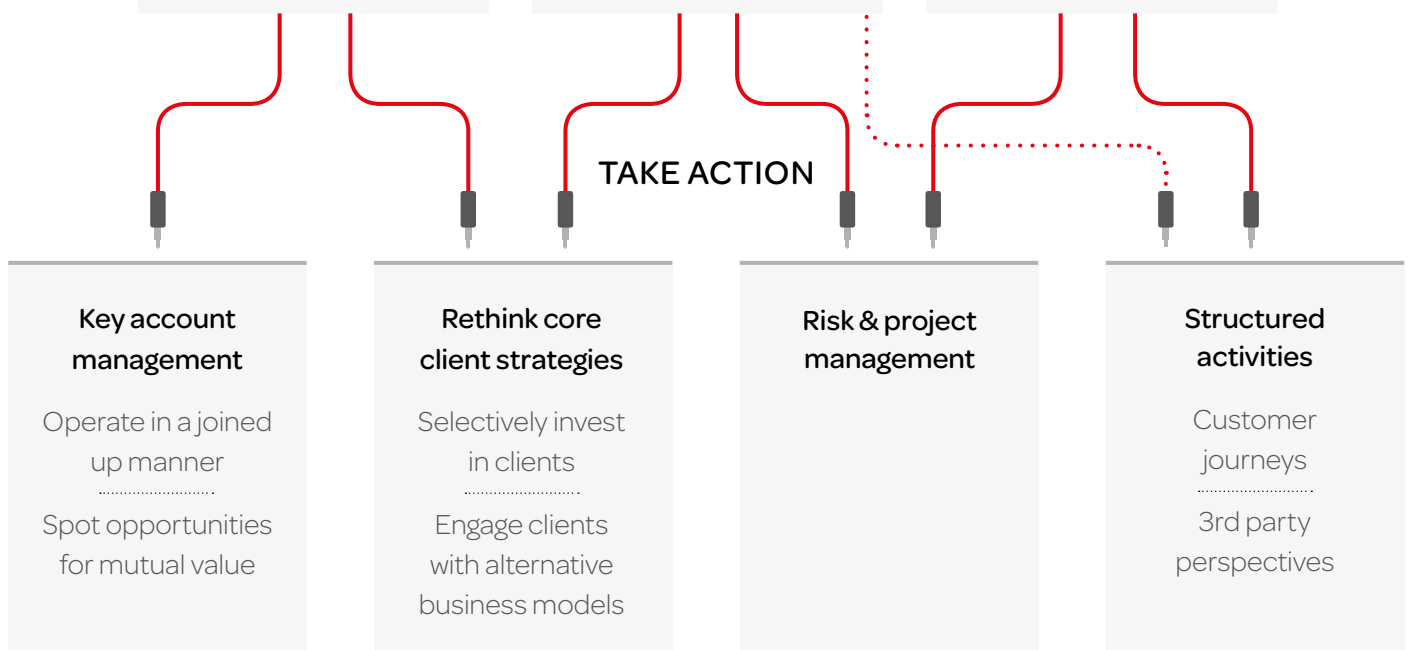 TAKE ACTION
Key account
management
Operate in a joined
up manner
Spot opportunities
for mutual value
Rethink core
client strategies
Selectively invest
in clients
Engage clients
with alternative
business models
Risk & project
management
Structured
activities
Customer
journeys
3rd party
perspectives